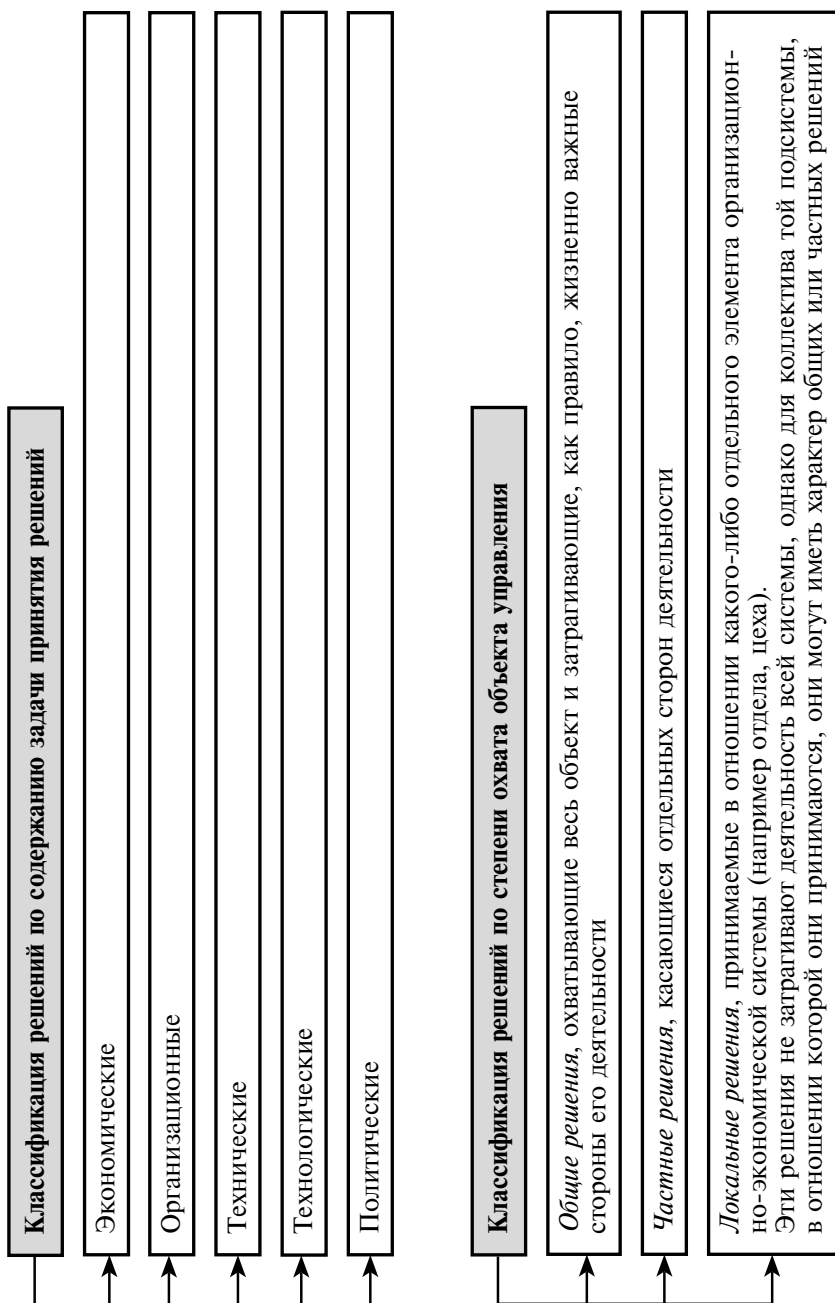 Классификация решений по содержанию задачи принятия решений
Экономические
Организационные
Технические
Технологические
Политические
Классификация решений по степени охвата объекта управления
Общие решения, охватывающие весь объект и затрагивающие, как правило, жизненно важные
стороны его деятельности
Частные решения, касающиеся отдельных сторон деятельности
Локальные решения, принимаемые в отношении какого-либо отдельного элемента организацион-
но-экономической системы (например отдела, цеха).
Эти решения не затрагивают деятельность всей системы, однако для коллектива той подсистемы,
в отношении которой они принимаются, они могут иметь характер общих или частных решений